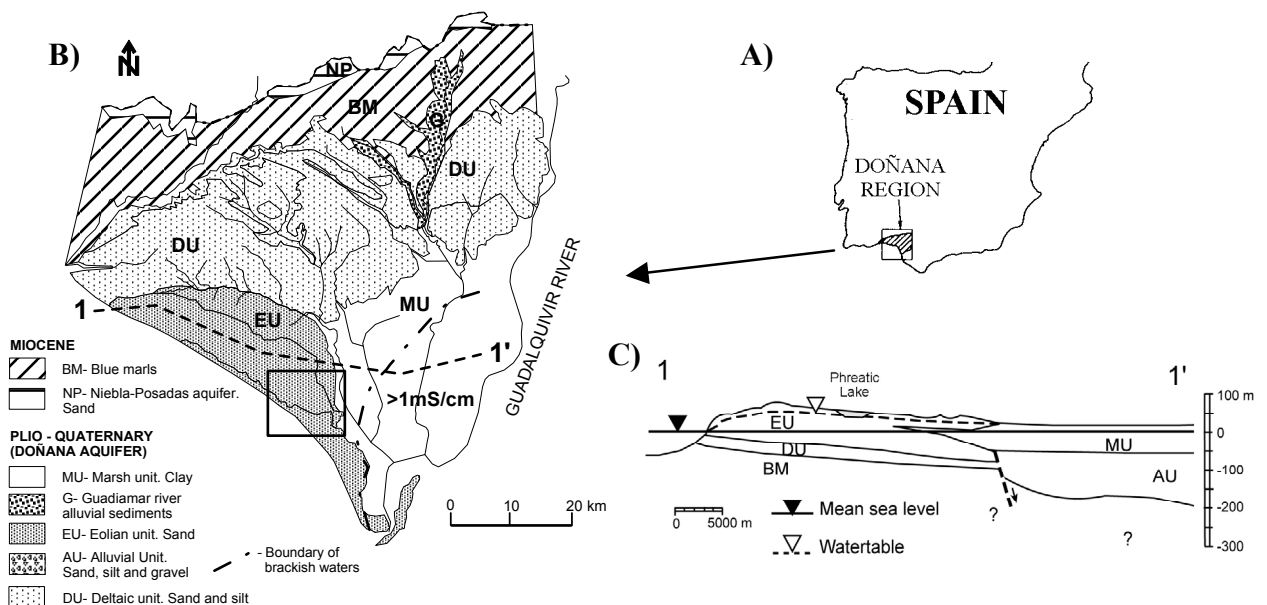 B)
N
NP
BM
G
DU
DU
MU
EU
1
1'
>1mS/cm
GUADALQUIVIR RIVER
0 10 20 km
MIOCENE
BM- Blue marls
NP- Niebla-Posadas aquifer.
Sand
PLIO - QUATERNARY
(DOÑANA AQUIFER)
MU- Marsh unit. Clay
G- Guadiamar river
alluvial sediments
EU- Eolian unit. Sand
AU- Alluvial Unit.
Sand, silt and gravel
DU- Deltaic unit. Sand and silt
- Boundary of
brackish waters
A)
SPAIN
DOÑANA
REGION
C)
1
1'
Phreatic
Lake
EU
DU
BM
MU
AU
?
?
100 m
0
-100
-200
-300
0 5000 m
Mean sea level
Watertable